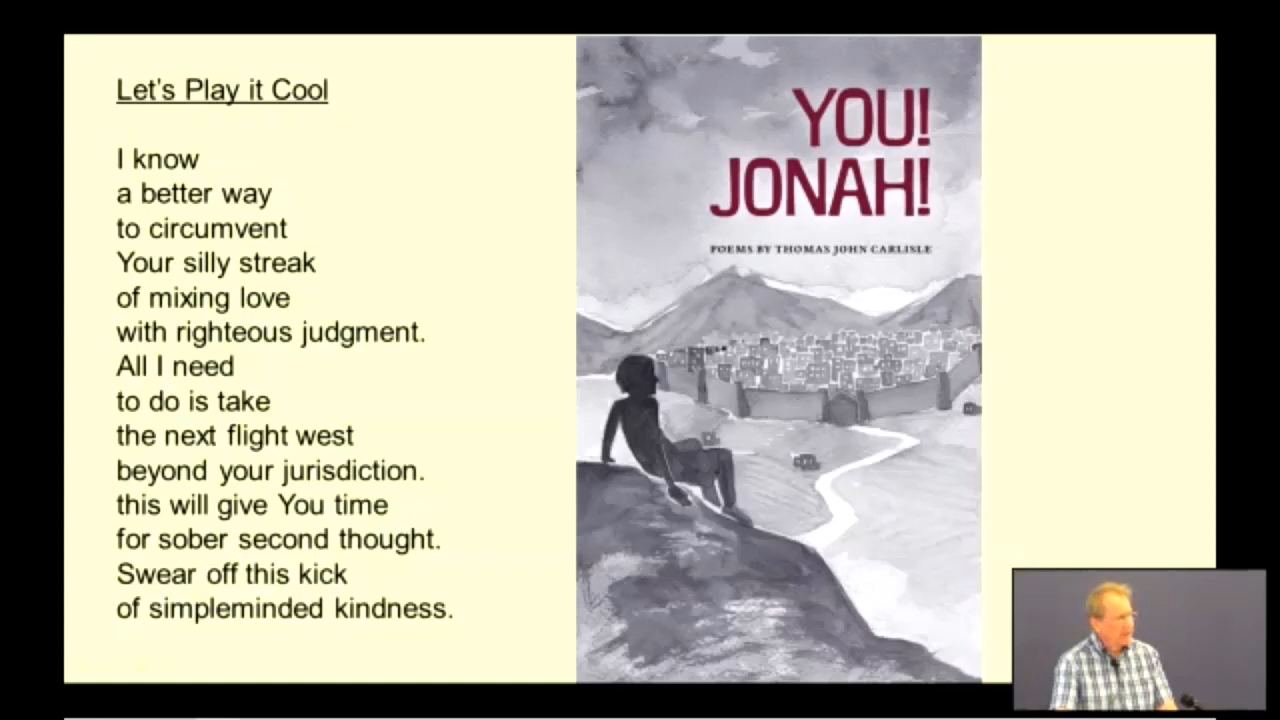 Let's Play it Cool
I know
a better way
to circumvent
Your silly streak
of mixing love
with righteous judgment.
All I need
to do is take
the next flight west
beyond your jurisdiction.
this will give You time
for sober second thought.
Swear off this kick
of simpleminded kindness.
YOU!
JONAH!
POEMS BY THOMAS JOHN CARLISLE